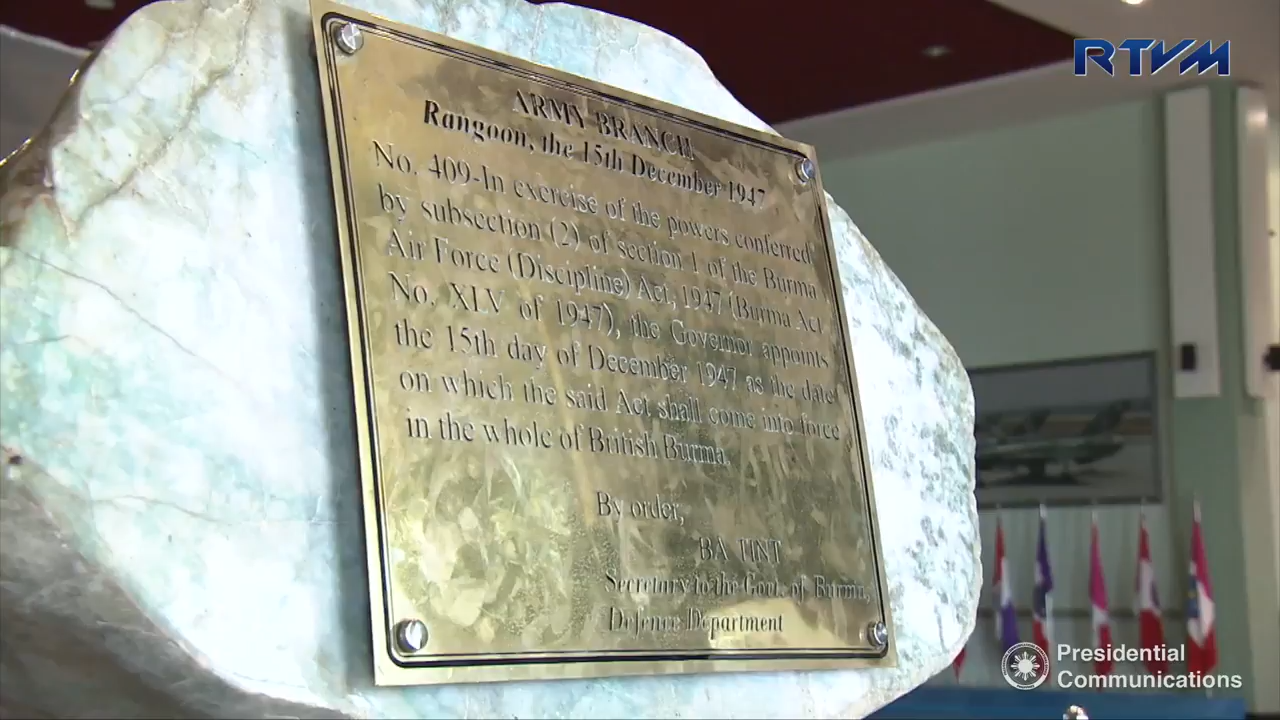 RTVM
ARMY BRANCH
Rangoon, the 15th December 1947
No. 409-In exercise of the powers conferred
by subsection (2) of section 1 of the Burma
Air Force (Discipline) Act, 1947 (Burma Act
No. XLV of 1947), the Governor appoints
the 15th day of December 1947 as the date
on which the said Act shall come into force
in the whole of British Burma.
By order,
BA TINT
Secretary to the Govt. of Burma,
Defence Department
Presidential
Communications